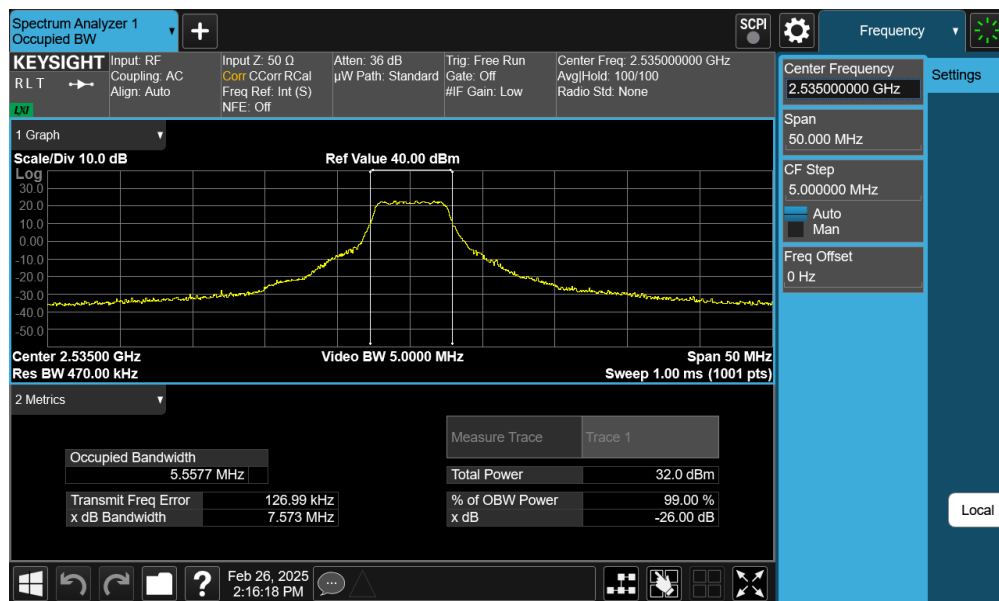 Spectrum Analyzer 1
Occupied BW
+
SCPI
Frequency
KEYSIGHT
R L T
LXI
Input: RF
Coupling: AC
Align: Auto
Input Z: 50 Ω
Corr CCorr RCal
Freq Ref: Int (S)
NFE: Off
Atten: 36 dB
µW Path: Standard
Trig: Free Run
Gate: Off
#IF Gain: Low
Center Freq: 2.535000000 GHz
Avg|Hold: 100/100
Radio Std: None
Center Frequency
2.535000000 GHz
Settings
Span
50.000 MHz
CF Step
5.000000 MHz
Auto
Man
Freq Offset
0 Hz
1 Graph
Scale/Div 10.0 dB
Ref Value 40.00 dBm
Log
30.0
20.0
10.0
0.00
-10.0
-20.0
-30.0
-40.0
-50.0
Center 2.53500 GHz
Video BW 5.0000 MHz
Span 50 MHz
Res BW 470.00 kHz
Sweep 1.00 ms (1001 pts)
2 Metrics
Measure Trace
Trace 1
Occupied Bandwidth
5.5577 MHz
Total Power
32.0 dBm
Transmit Freq Error
126.99 kHz
% of OBW Power
99.00 %
x dB Bandwidth
7.573 MHz
x dB
-26.00 dB
Local
?
Feb 26, 2025
2:16:18 PM